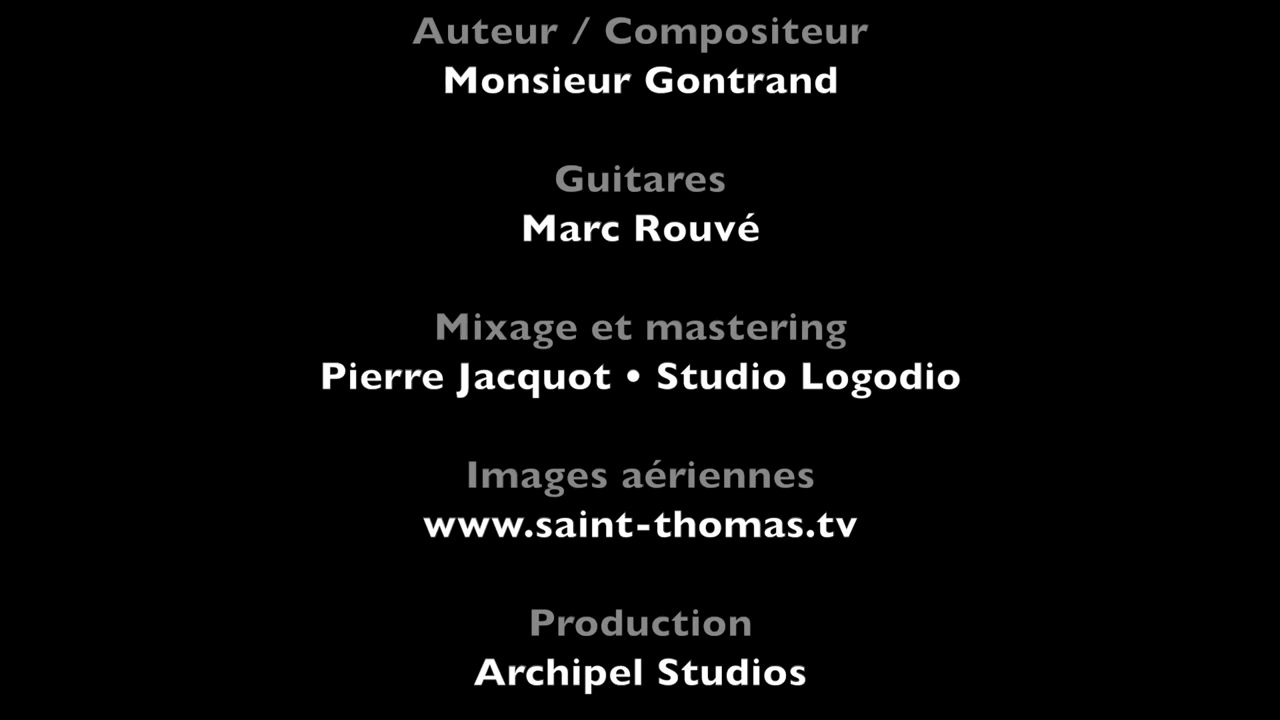 Auteur / Compositeur
Monsieur Gontrand
Guitares
Marc Rouvé
Mixage et mastering
Pierre Jacquot • Studio Logodio
Images aériennes
www.saint-thomas.tv
Production
Archipel Studios